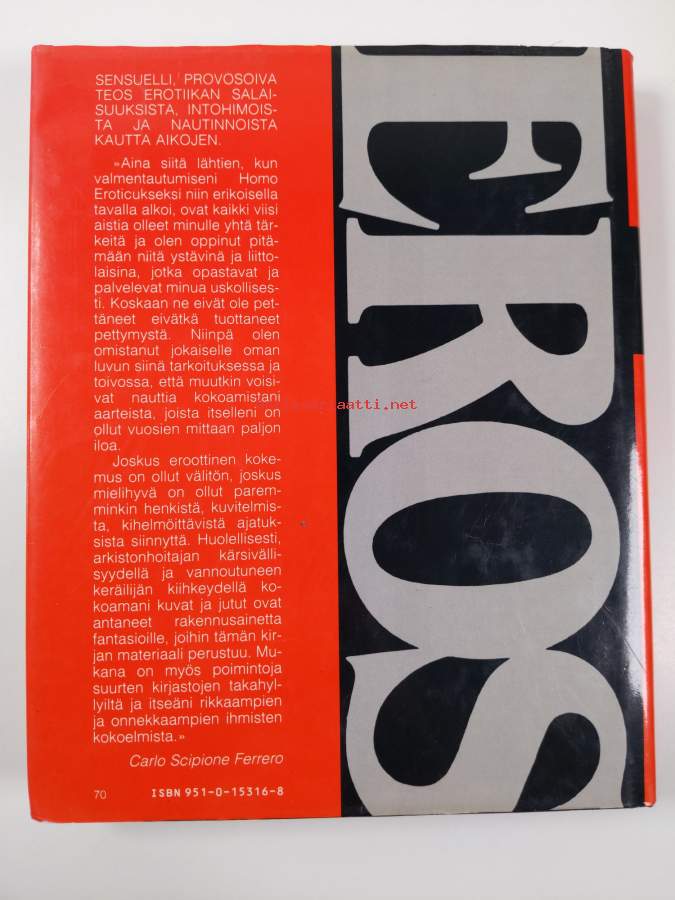 SENSUELLI, PROVOSOIVA
TEOS EROTIIKAN SALAI-
SUUKSISTA, INTOHIMOIS-
TA JA NAUTINNOISTA
KAUTTA AIKOJEN.
»Aina siitä lähtien, kun
valmentautumiseni Homo
Eroticukseksi niin erikoisella
tavalla alkoi, ovat kaikki viisi
aistia olleet minulle yhtä tär-
keitä ja olen oppinut pitä-
mään niitä ystävinä ja liitto-
laisina, jotka opastavat ja
palvelevat minua uskollises-
ti. Koskaan ne eivät ole pet-
täneet eivätkä tuottaneet
pettymystä. Niinpä olen
omistanut jokaiselle oman
luvun siinä tarkoituksessa ja
toivossa, että muutkin voisi-
vat nauttia kokoamistani
aarteista, joista itselleni on
ollut vuosien mittaan paljon
iloa.
Joskus eroottinen koke-
mus on ollut välitön, joskus
mielihyvä on ollut parem-
minkin henkistä, kuvitelmis-
ta, kihelmöittävistä ajatuk-
sista siinnyttä. Huolellisesti,
arkistonhoitajan kärsivälli-
syydellä ja vannoutuneen
keräilijän kiihkeydellä ko-
koamani kuvat ja jutut ovat
antaneet rakennusainetta
fantasioille, joihin tämän kir-
jan materiaali perustuu. Mu-
kana on myös poimintoja
suurten kirjastojen takahyl-
lyiltä ja itseäni rikkaampien
ja onnekkaampien ihmisten
kokoelmista.»
Carlo Scipione Ferrero
70 ISBN 951-0-15316-8
EROS